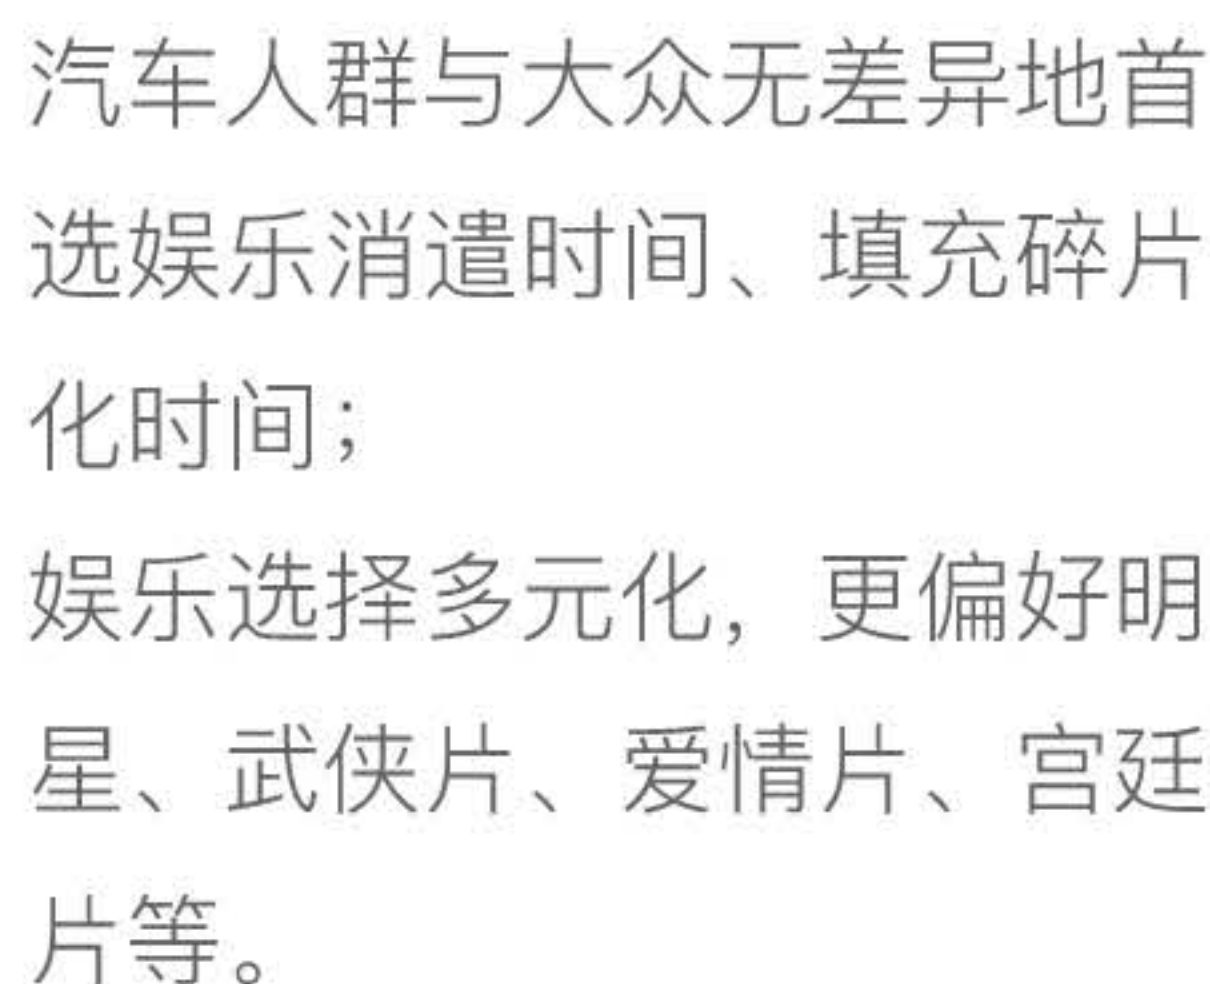 汽车人群与大众无差异地首
选娱乐消遣时间、填充碎片
化时间；
娱乐选择多元化，更偏好明
星、武侠片、爱情片、宫廷
片等。